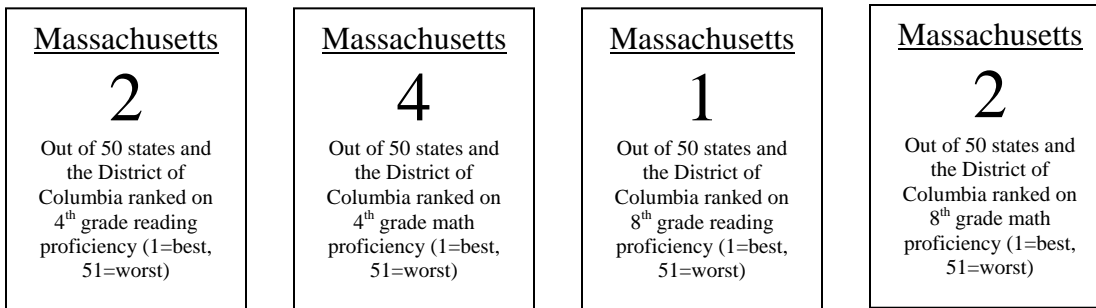 Massachusetts
2
Out of 50 states and
the District of
Columbia ranked on
4th grade reading
proficiency (1=best,
51=worst)
Massachusetts
4
Out of 50 states and
the District of
Columbia ranked on
4th grade math
proficiency (1=best,
51=worst)
Massachusetts
1
Out of 50 states and
the District of
Columbia ranked on
8th grade reading
proficiency (1=best,
51=worst)
Massachusetts
2
Out of 50 states and
the District of
Columbia ranked on
8th grade math
proficiency (1=best,
51=worst)